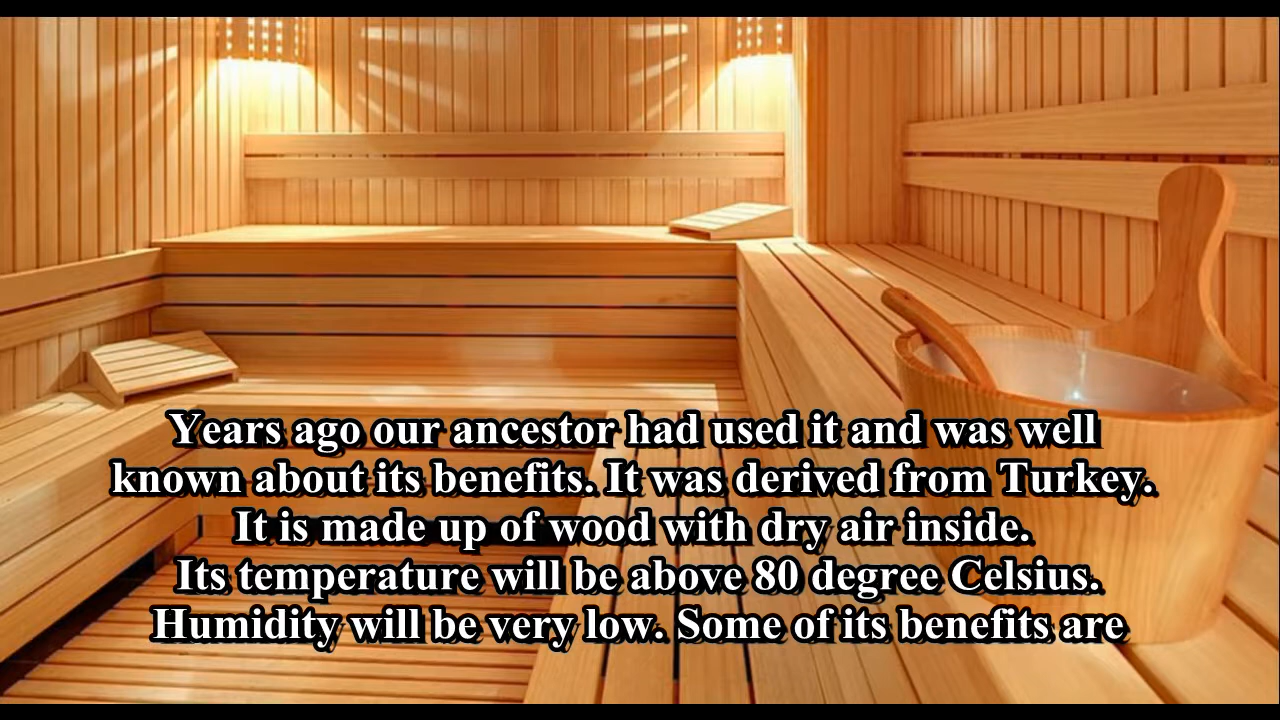 Years ago our ancestor had used it and was well
known about its benefits. It was derived from Turkey.
It is made up of wood with dry air inside.
Its temperature will be above 80 degree Celsius.
Humidity will be very low. Some of its benefits are